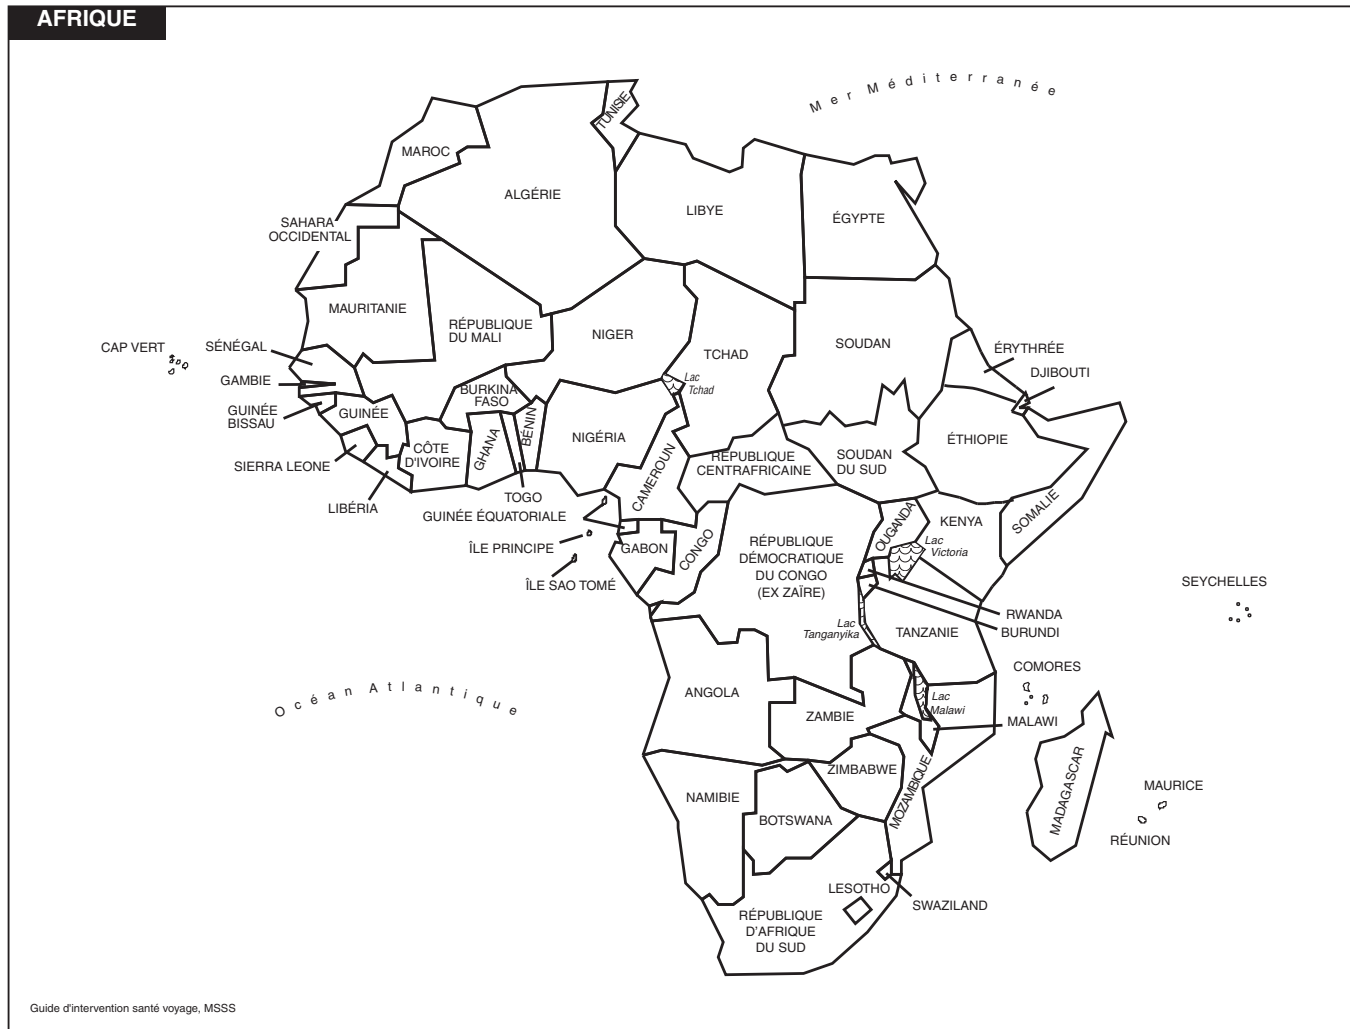 AFRIQUE
Mer Méditerranée
TUNISIE
MAROC
ALGÉRIE
LIBYE
ÉGYPTE
SAHARA
OCCIDENTAL
MAURITANIE
RÉPUBLIQUE
DU MALI
NIGER
TCHAD
SOUDAN
ÉRYTHRÉE
DJIBOUTI
CAP VERT
SÉNÉGAL
GAMBIE
GUINÉE
BISSAU
GUINÉE
SIERRA LEONE
LIBÉRIA
CÔTE
D'IVOIRE
BURKINA
FASO
GHANA
BÉNIN
TOGO
NIGÉRIA
Lac
Tchad
CAMEROUN
RÉPUBLIQUE
CENTRAFRICAINE
SOUDAN
DU SUD
ÉTHIOPIE
SOMALIE
GUINÉE ÉQUATORIALE
ÎLE PRINCIPE
ÎLE SAO TOMÉ
GABON
CONGO
RÉPUBLIQUE
DÉMOCRATIQUE
DU CONGO
(EX ZAÏRE)
OUGANDA
KENYA
Lac
Victoria
RWANDA
BURUNDI
Lac
Tanganyika
TANZANIE
SEYCHELLES
COMORES
Océan Atlantique
ANGOLA
ZAMBIE
Lac
Malawi
MALAWI
ZIMBABWE
MOZAMBIQUE
MADAGASCAR
MAURICE
RÉUNION
NAMIBIE
BOTSWANA
LESOTHO
SWAZILAND
RÉPUBLIQUE
D'AFRIQUE
DU SUD
Guide d'intervention santé voyage, MSSS